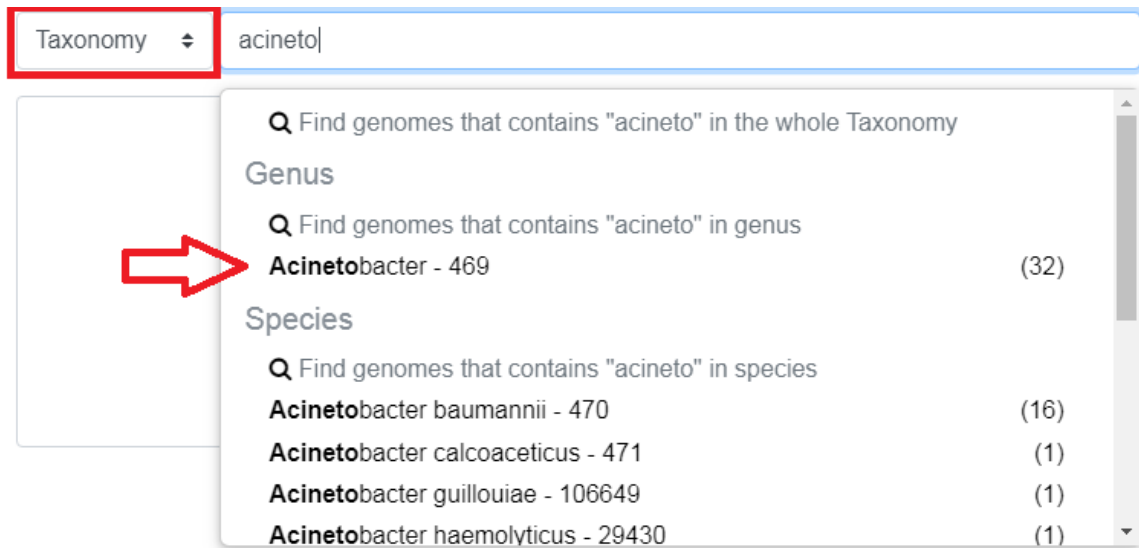 Taxonomy acineto
Find genomes that contains "acineto" in the whole Taxonomy
Genus
Find genomes that contains "acineto" in genus
Acinetobacter - 469 (32)
Species
Find genomes that contains "acineto" in species
Acinetobacter baumannii - 470 (16)
Acinetobacter calcoaceticus - 471 (1)
Acinetobacter guillouiae - 106649 (1)
Acinetobacter haemolyticus - 29430 (1)